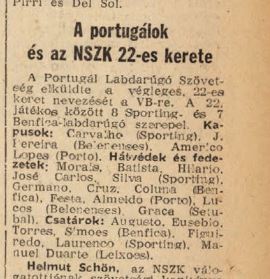 Pirri és Del Sol.
A portugálok
és az NSZK 22-es kerete
A Portugál Labdarúgó Szövet-
ség elküldte a végleges, 22-es
keret nevezését a VB-re. A 22
játékos között 8 Sporting- és 7
Benfica-labdarúgó szerepel. Ka-
pusok: Carvalho (Sporting), J.
Pereira (Belenenses), Americo
Lopes (Porto). Hátvédek és fede-
zetek: Morais, Batista, Hilario,
José Carlos, Silva (Sporting),
Germano, Cruz, Coluna (Benfi-
ca), Festa, Almeido (Porto), Lu-
cos (Belenenses), Graca (Setu-
bal). Csatárok: Augusto, Eusebio,
Torres, Simoes (Benfica), Figui-
redo, Laurenco (Sporting), Ma-
nuel Duarte (Leixoes).
Helmut Schön, az NSZK válo-